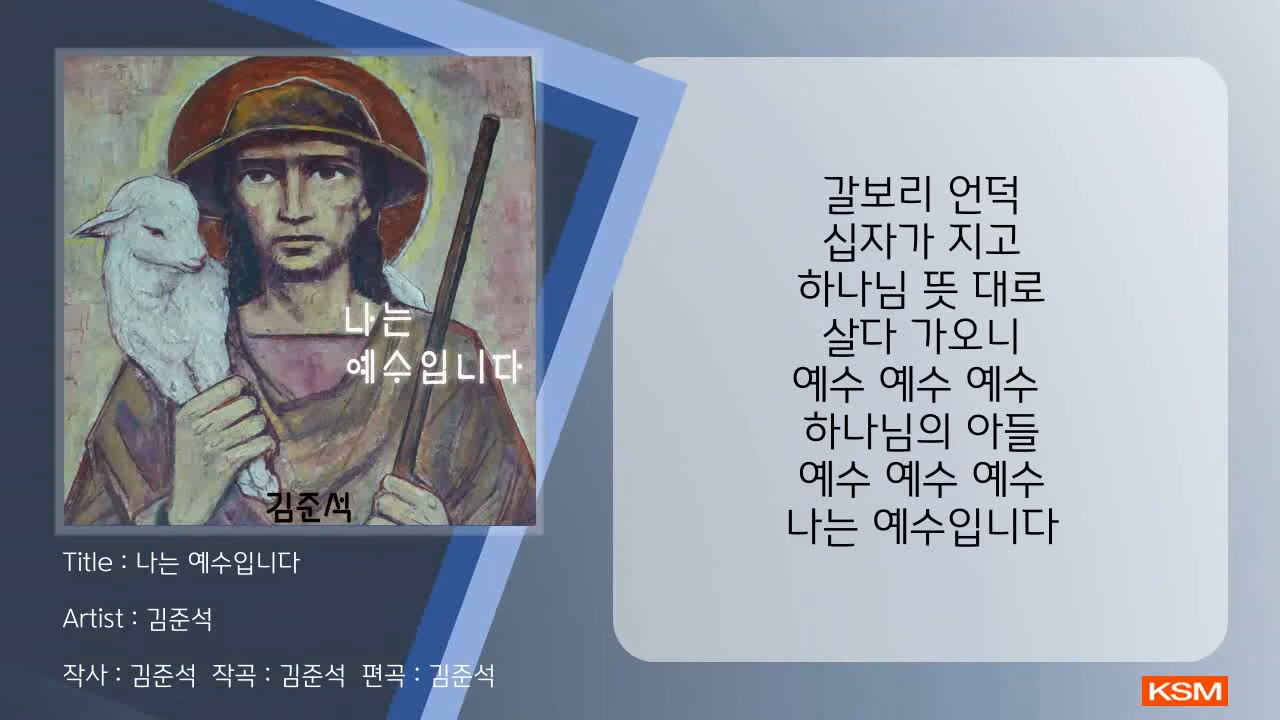 나는
예수입니다
김준석
Title : 나는 예수입니다
Artist : 김준석
작사 : 김준석 작곡 : 김준석 편곡 : 김준석
갈보리 언덕
십자가 지고
하나님 뜻 대로
살다 가오니
예수 예수 예수
하나님의 아들
예수 예수 예수
나는 예수입니다
KSM